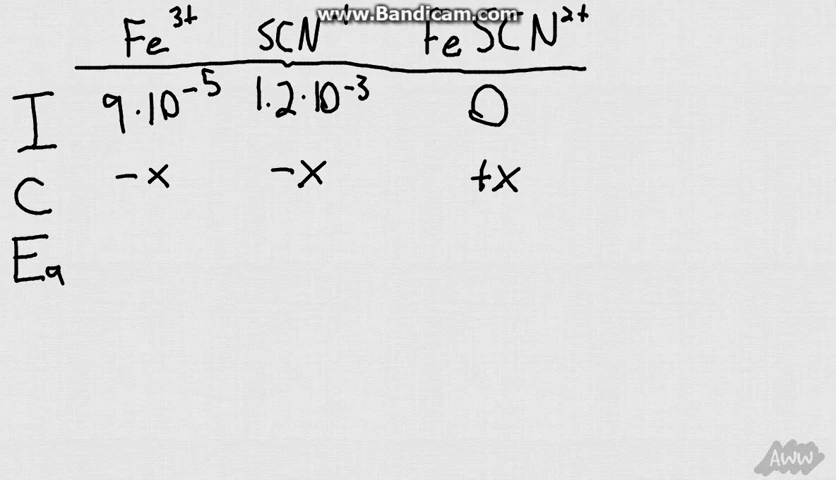 www.Bandicam.com
Fe³⁺ SCN FeSCN²⁺
I 9·10⁻⁵ 1.2·10⁻³ 0
C -x -x +x
Eq
AWW